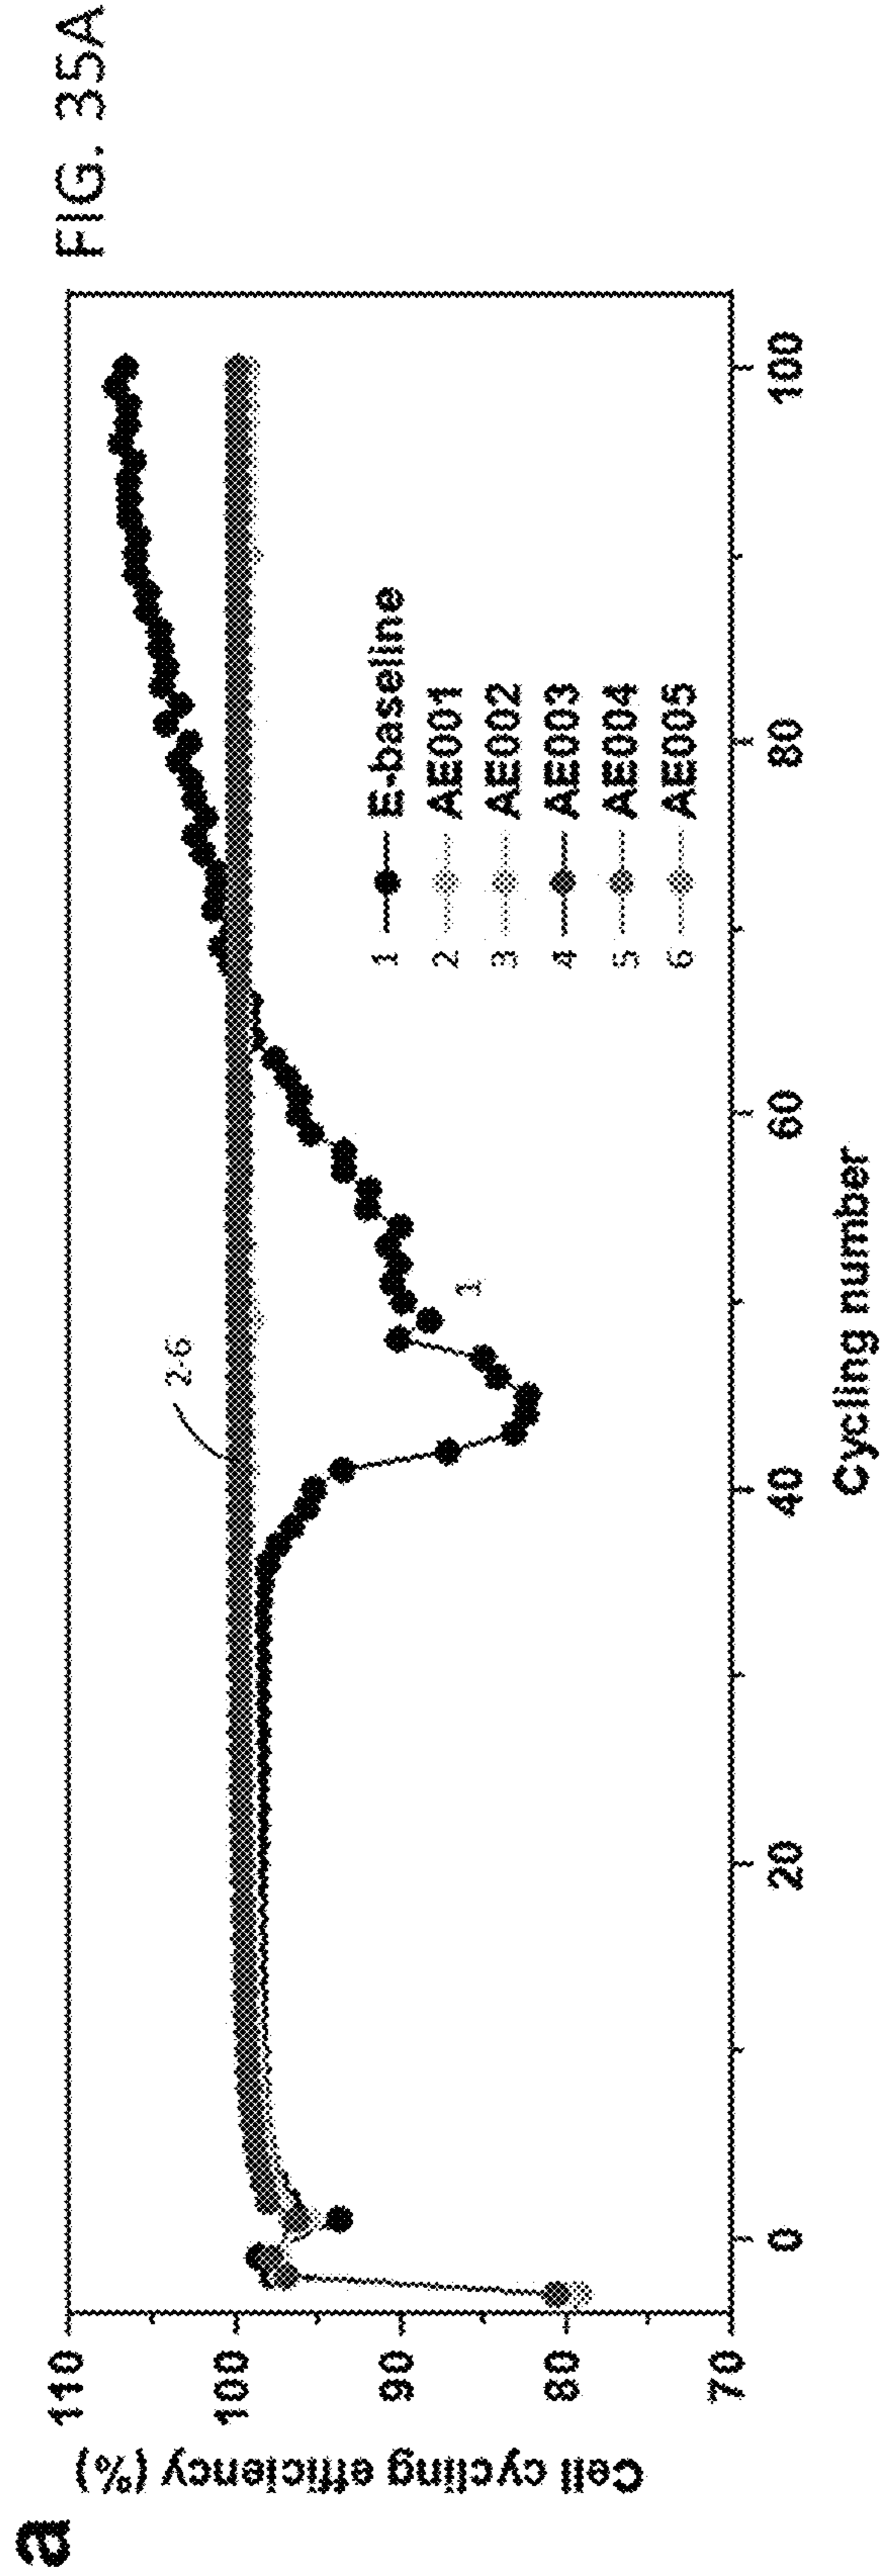 FIG. 35A
a
Cell cycling efficiency (%)
110
100
90
80
70
2-6
1
1 E-baseline
2 AE001
3 AE002
4 AE003
5 AE004
6 AE005
0
20
40
60
80
100
Cycling number